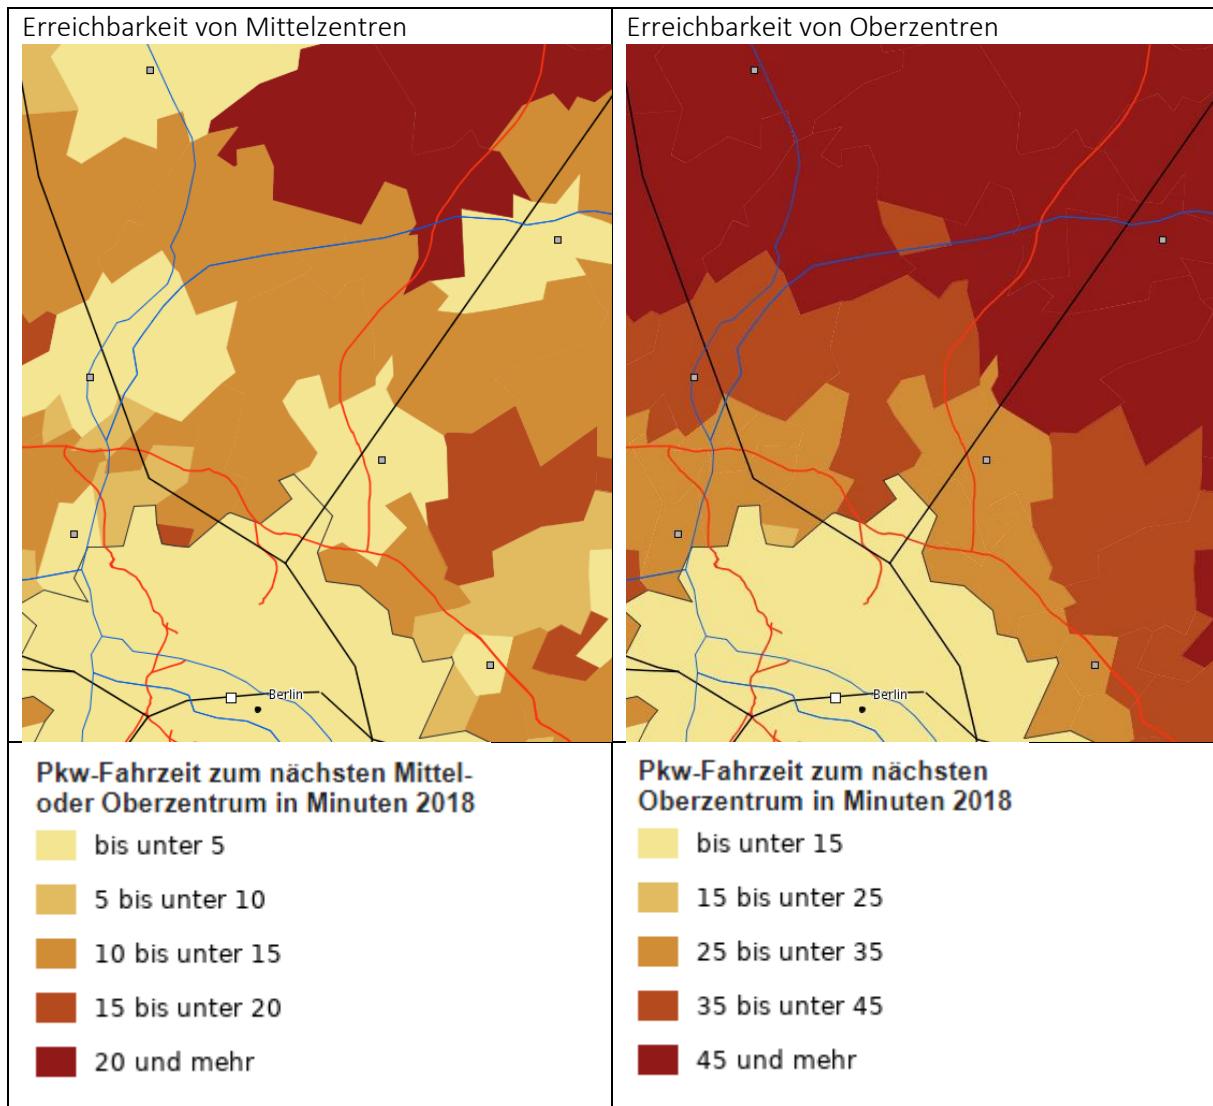 Erreichbarkeit von Mittelzentren
Erreichbarkeit von Oberzentren
Berlin
Berlin
Pkw-Fahrzeit zum nächsten Mittel-
oder Oberzentrum in Minuten 2018
bis unter 5
5 bis unter 10
10 bis unter 15
15 bis unter 20
20 und mehr
Pkw-Fahrzeit zum nächsten
Oberzentrum in Minuten 2018
bis unter 15
15 bis unter 25
25 bis unter 35
35 bis unter 45
45 und mehr